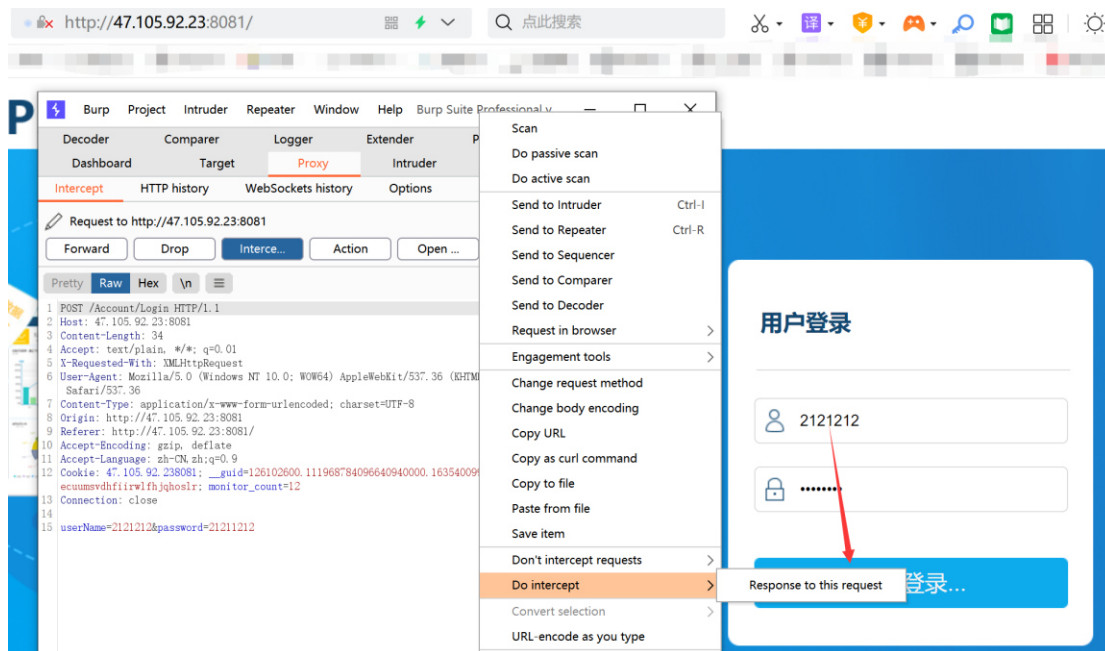 http://47.105.92.23:8081/
点此搜索
译
P
Burp Project Intruder Repeater Window Help Burp Suite Professional v
Decoder Comparer Logger Extender P
Dashboard Target Proxy Intruder
Intercept HTTP history WebSockets history Options
Request to http://47.105.92.23:8081
Forward Drop Interce... Action Open ...
Pretty Raw Hex \n
1 POST /Account/Login HTTP/1.1
2 Host: 47.105.92.23:8081
3 Content-Length: 34
4 Accept: text/plain, */*; q=0.01
5 X-Requested-With: XMLHttpRequest
6 User-Agent: Mozilla/5.0 (Windows NT 10.0; WOW64) AppleWebKit/537.36 (KHTML
Safari/537.36
7 Content-Type: application/x-www-form-urlencoded; charset=UTF-8
8 Origin: http://47.105.92.23:8081
9 Referer: http://47.105.92.23:8081/
10 Accept-Encoding: gzip, deflate
11 Accept-Language: zh-CN,zh;q=0.9
12 Cookie: 47.105.92.238081; __guid=126102600.111968784096640940000.163540099
ecuumsvdhfiirwlfhjqhoslr; monitor_count=12
13 Connection: close
14
15 userName=2121212&password=21211212
Scan
Do passive scan
Do active scan
Send to Intruder Ctrl-I
Send to Repeater Ctrl-R
Send to Sequencer
Send to Comparer
Send to Decoder
Request in browser
Engagement tools
Change request method
Change body encoding
Copy URL
Copy as curl command
Copy to file
Paste from file
Save item
Don't intercept requests
Do intercept
Convert selection
URL-encode as you type
Response to this request
用户登录
2121212
••••••••
登录...